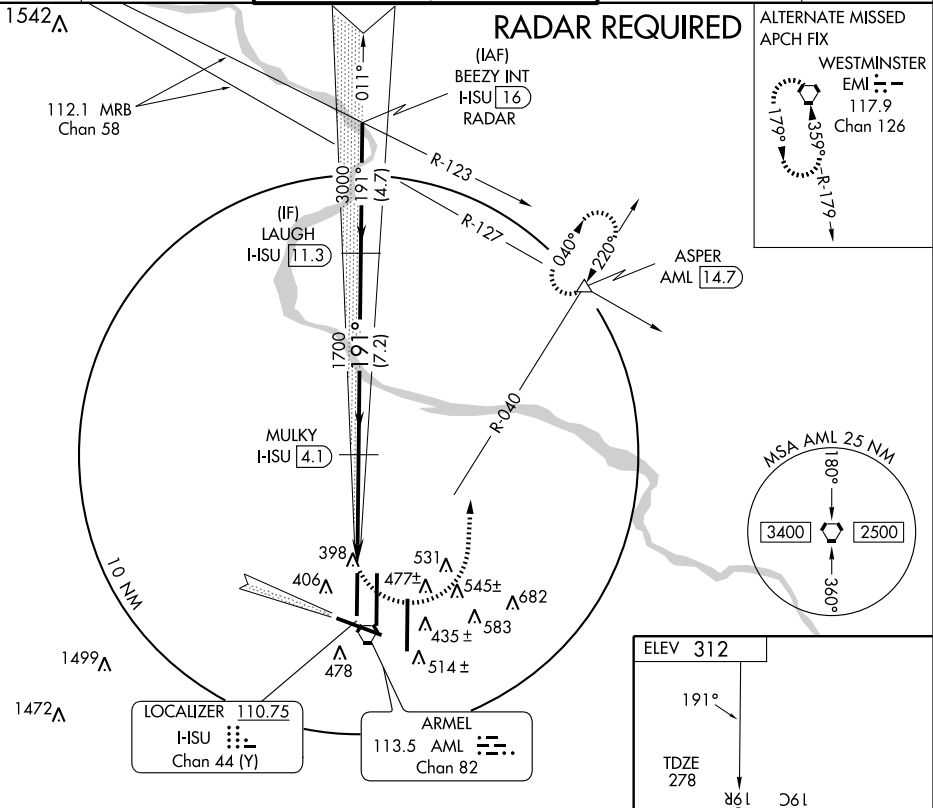 1542
RADAR REQUIRED
ALTERNATE MISSED
APCH FIX
WESTMINSTER
EMI
117.9
Chan 126
179°
359°
R-179
(IAF)
BEEZY INT
I-ISU 16
RADAR
011°
112.1 MRB
Chan 58
R-123
R-127
3000
191°
(4.7)
(IF)
LAUGH
I-ISU 11.3
040°
220°
ASPER
AML 14.7
1700
191°
(7.2)
R-040
MULKY
I-ISU 4.1
MSA AML 25 NM
180°
3400
2500
360°
10 NM
398
406
531
477±
545±
682
583
435 ±
514 ±
478
1499
1472
LOCALIZER 110.75
I-ISU
Chan 44 (Y)
ARMEL
113.5 AML
Chan 82
ELEV 312
191°
TDZE
278
19R
19C